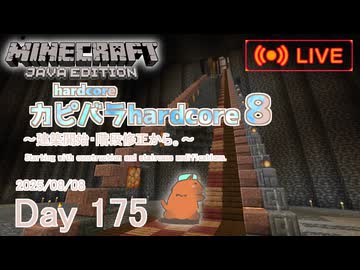 MINECRAFT
JAVA EDITION
LIVE
hardcore
カピバラhardcore 8
～建築開始・階段修正から。～
Starting with construction and staircase modifications.
2025/08/08
Day 175